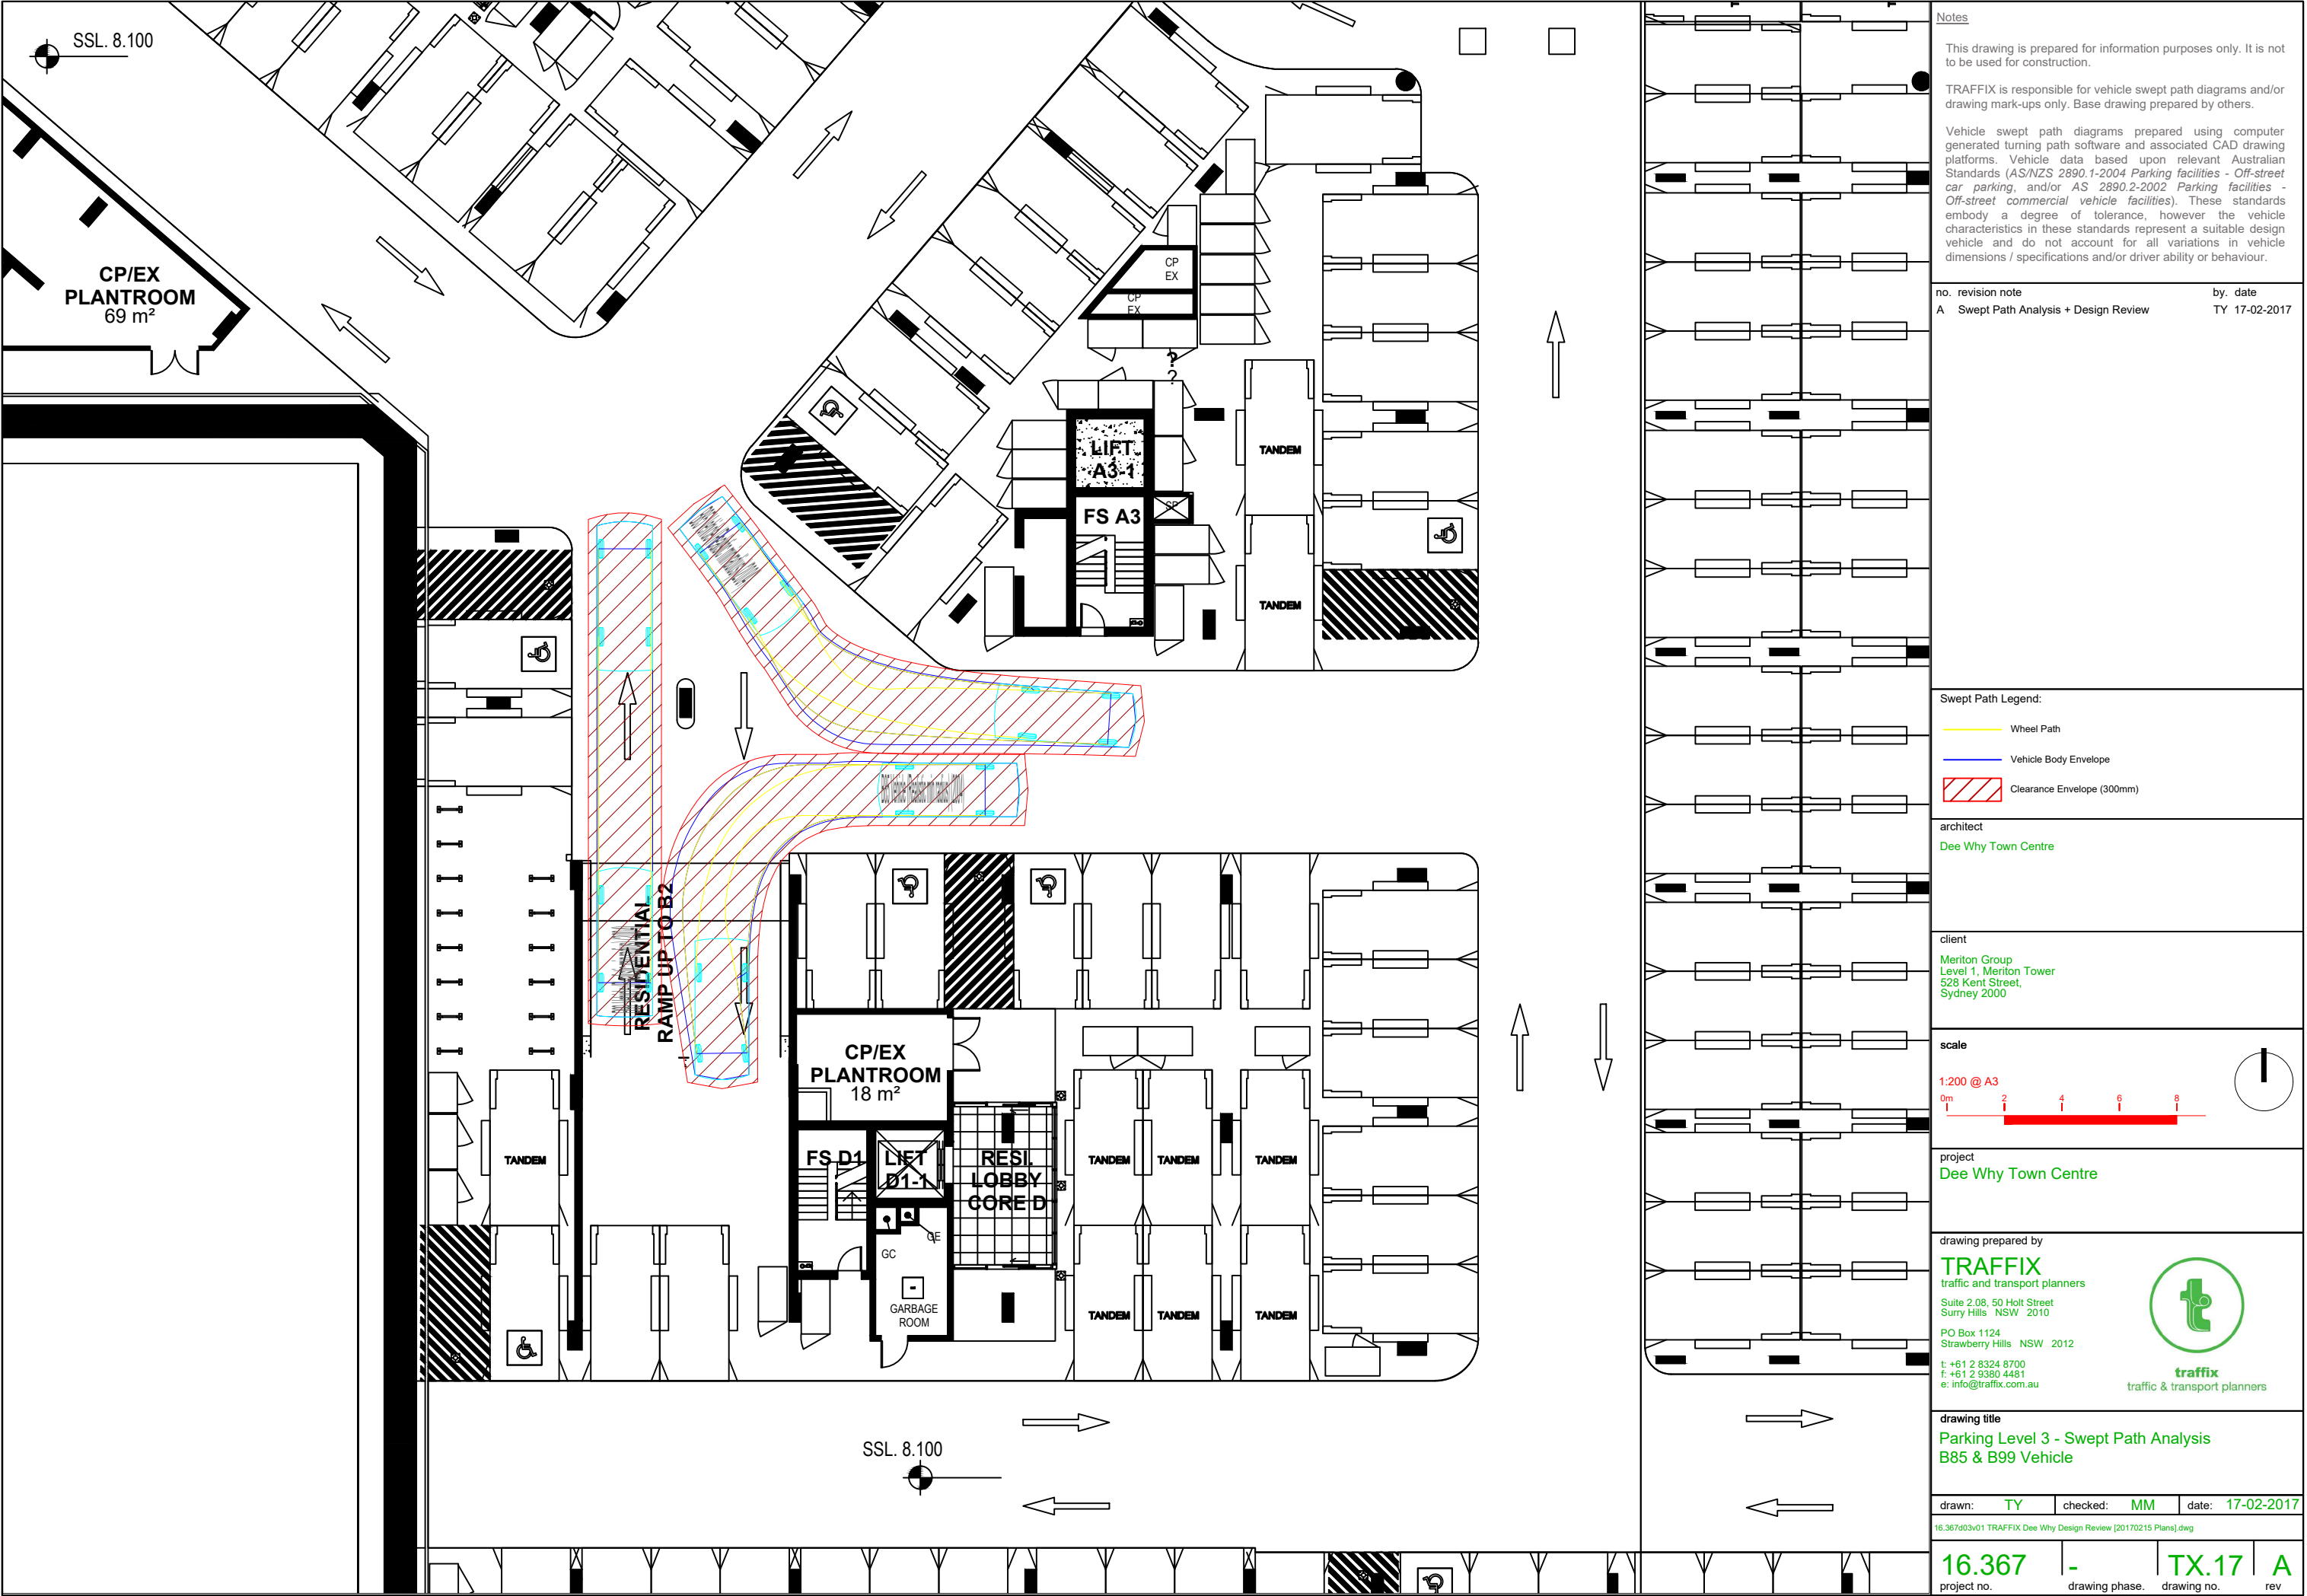 SSL. 8.100
CP/EX
PLANTROOM
69 m²
CP
EX
CP
EX
?
?
LIFT
A3-1
FS A3
CP
TANDEM
TANDEM
RESIDENTIAL
RAMP UP TO B2
CP/EX
PLANTROOM
18 m²
FS D1
LIFT
D1-1
RESI.
LOBBY
CORE D
GE
GC
GARBAGE
ROOM
TANDEM
TANDEM
TANDEM
TANDEM
TANDEM
TANDEM
TANDEM
SSL. 8.100
Notes
This drawing is prepared for information purposes only. It is not
to be used for construction.
TRAFFIX is responsible for vehicle swept path diagrams and/or
drawing mark-ups only. Base drawing prepared by others.
Vehicle swept path diagrams prepared using computer
generated turning path software and associated CAD drawing
platforms. Vehicle data based upon relevant Australian
Standards (AS/NZS 2890.1-2004 Parking facilities - Off-street
car parking, and/or AS 2890.2-2002 Parking facilities -
Off-street commercial vehicle facilities). These standards
embody a degree of tolerance, however the vehicle
characteristics in these standards represent a suitable design
vehicle and do not account for all variations in vehicle
dimensions / specifications and/or driver ability or behaviour.
no. revision note by. date
A Swept Path Analysis + Design Review TY 17-02-2017
Swept Path Legend:
Wheel Path
Vehicle Body Envelope
Clearance Envelope (300mm)
architect
Dee Why Town Centre
client
Meriton Group
Level 1, Meriton Tower
528 Kent Street,
Sydney 2000
scale
1:200 @ A3
0m 2 4 6 8
project
Dee Why Town Centre
drawing prepared by
TRAFFIX
traffic and transport planners
Suite 2.08, 50 Holt Street
Surry Hills NSW 2010
PO Box 1124
Strawberry Hills NSW 2012
t: +61 2 8324 8700
f: +61 2 9380 4481
e: info@traffix.com.au
traffix
traffic & transport planners
drawing title
Parking Level 3 - Swept Path Analysis
B85 & B99 Vehicle
drawn: TY checked: MM date: 17-02-2017
16.367d03v01 TRAFFIX Dee Why Design Review [20170215 Plans].dwg
16.367 - TX.17 A
project no. drawing phase. drawing no. rev